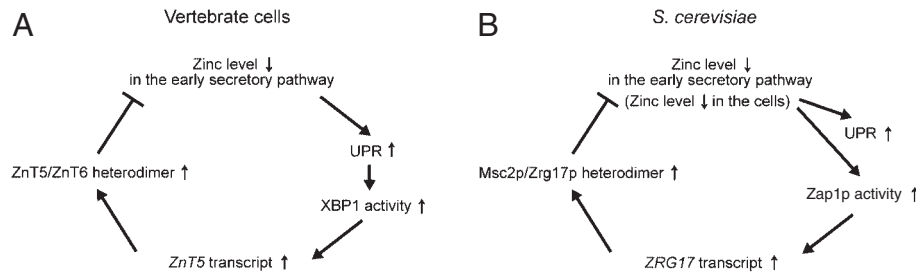 A
Vertebrate cells
Zinc level ↓
in the early secretory pathway
UPR ↑
ZnT5/ZnT6 heterodimer ↑
XBP1 activity ↑
ZnT5 transcript ↑
B
S. cerevisiae
Zinc level ↓
in the early secretory pathway
(Zinc level ↓ in the cells)
UPR ↑
Msc2p/Zrg17p heterodimer ↑
Zap1p activity ↑
ZRG17 transcript ↑